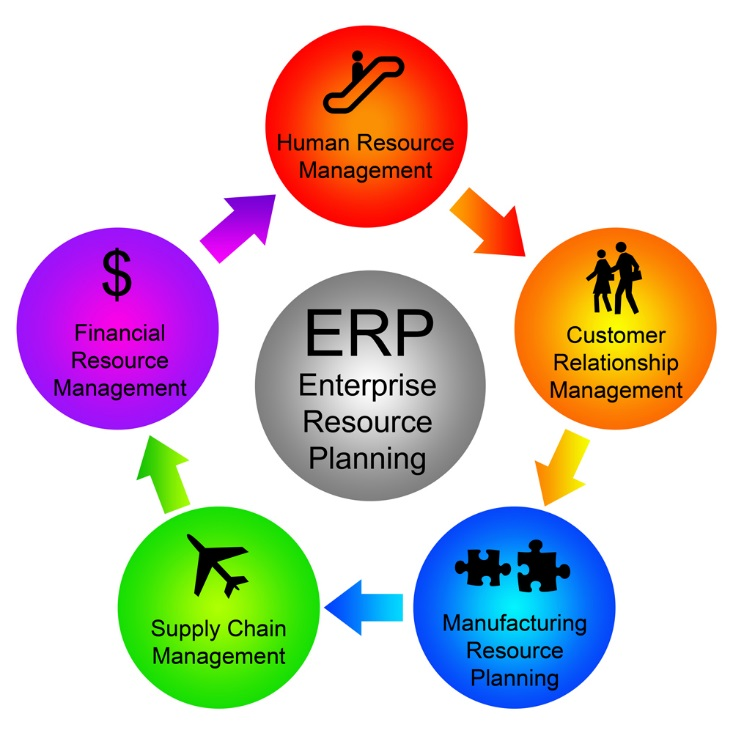 Human Resource
Management
Customer
Relationship
Management
Manufacturing
Resource
Planning
Supply Chain
Management
$
Financial
Resource
Management
ERP
Enterprise
Resource
Planning